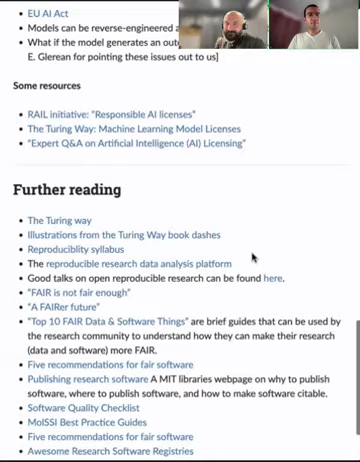 EU AI Act
Models can be reverse-engineered
What if the model generates an
E. Glerean for pointing these issues out to us]
Some resources
RAIL initiative: "Responsible AI licenses"
The Turing Way: Machine Learning Model Licenses
"Expert Q&A on Artificial Intelligence (AI) Licensing"
Further reading
The Turing way
Illustrations from the Turing Way book dashes
Reproduciblity syllabus
The reproducible research data analysis platform
Good talks on open reproducible research can be found here.
"FAIR is not fair enough"
"A FAIRer future"
"Top 10 FAIR Data & Software Things" are brief guides that can be used by
the research community to understand how they can make their research
(data and software) more FAIR.
Five recommendations for fair software
Publishing research software A MIT libraries webpage on why to publish
software, where to publish software, and how to make software citable.
Software Quality Checklist
MolSSI Best Practice Guides
Five recommendations for fair software
Awesome Research Software Registries